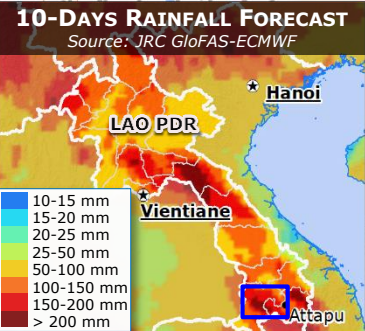 10-DAYS RAINFALL FORECAST
Source: JRC GloFAS-ECMWF
Hanoi
LAO PDR
Vientiane
10-15 mm
15-20 mm
20-25 mm
25-50 mm
50-100 mm
100-150 mm
150-200 mm
> 200 mm
Attapu